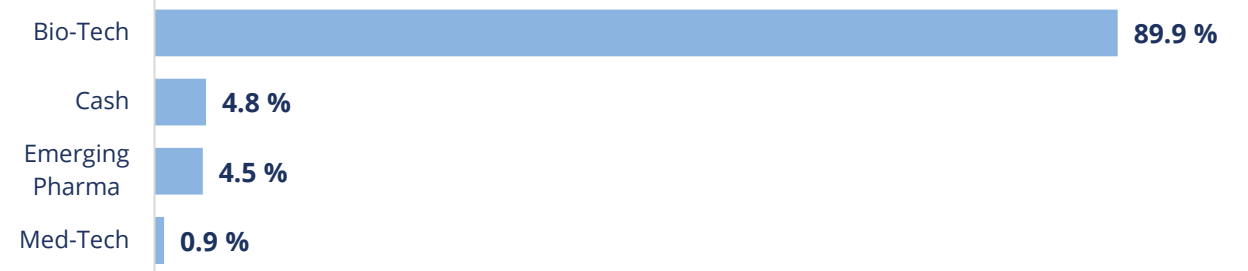 Bio-Tech 89.9 %
Cash 4.8 %
Emerging
Pharma 4.5 %
Med-Tech 0.9 %